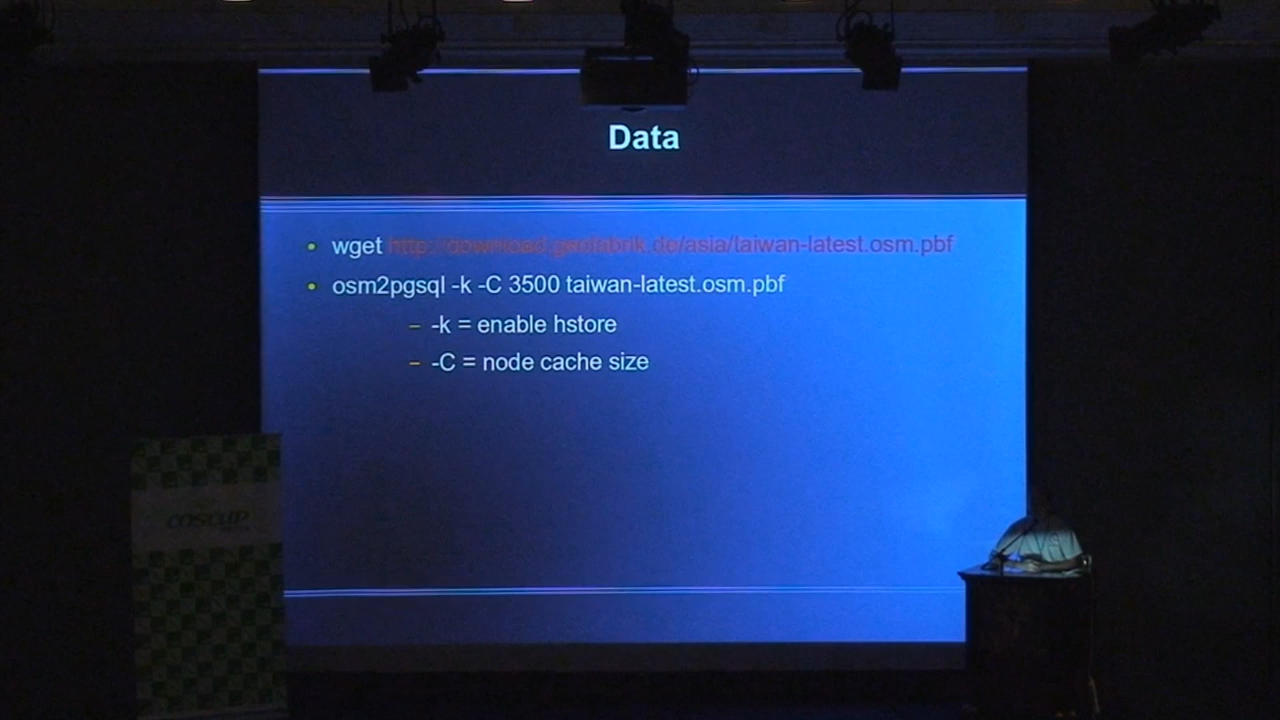 Data
wget http://download.geofabrik.de/asia/taiwan-latest.osm.pbf
osm2pgsql -k -C 3500 taiwan-latest.osm.pbf
– -k = enable hstore
– -C = node cache size
COSCUP